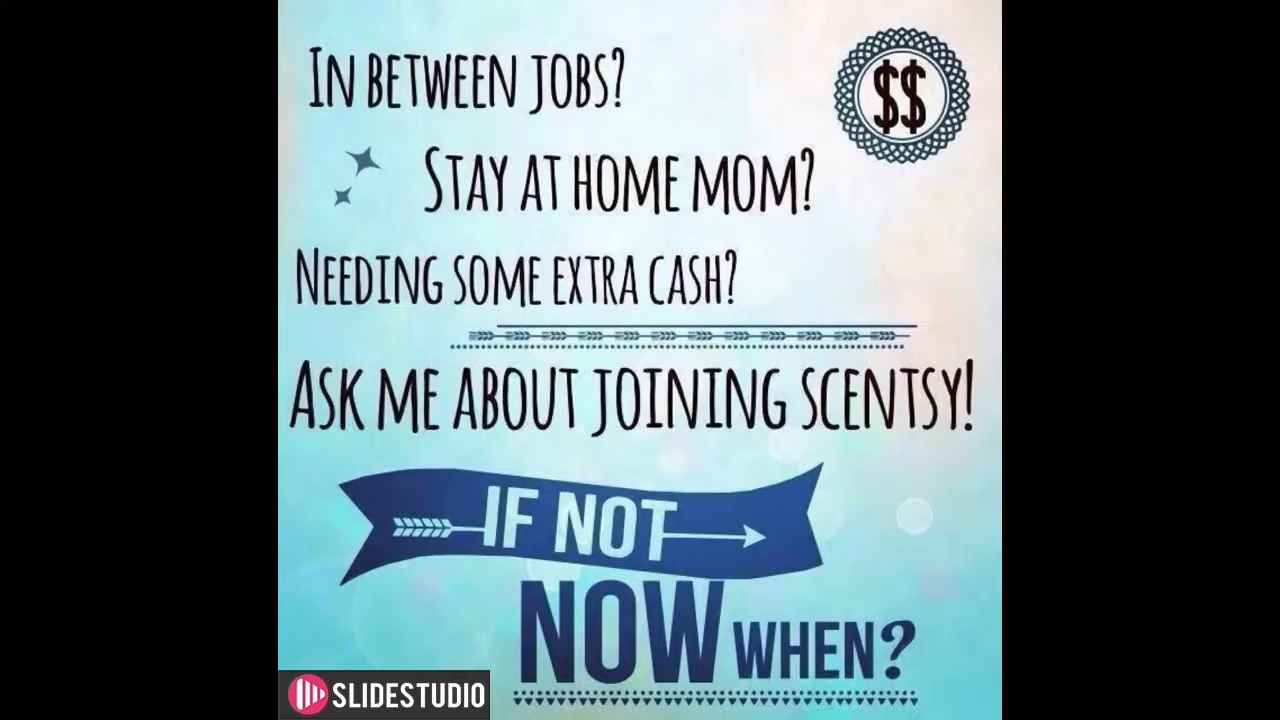 In between jobs?
$$
Stay at home mom?
Needing some extra cash?
Ask me about joining Scentsy!
IF NOT
NOW WHEN?
SLIDESTUDIO